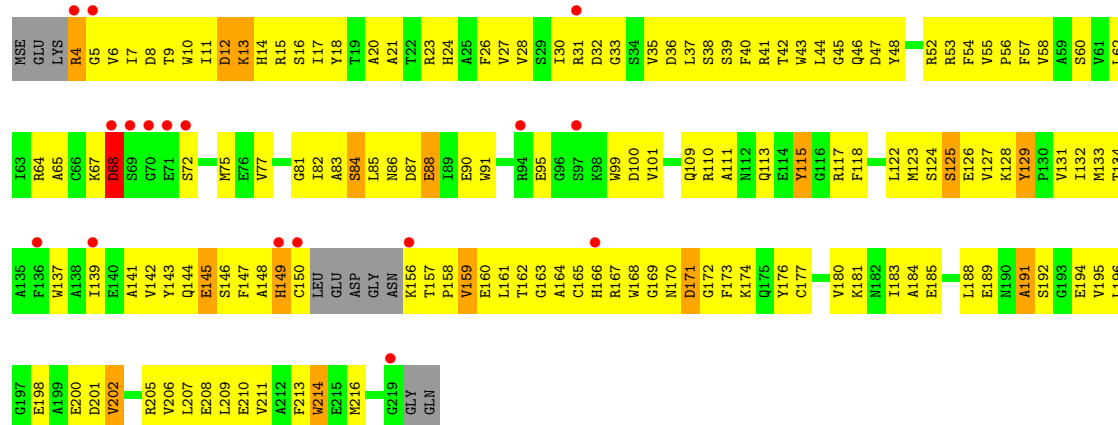 MSE GLU LYS R4 G5 V6 I7 D8 T9 W10 I11 D12 K13 H14 R15 S16 I17 Y18 T19 A20 A21 T22 R23 H24 A25 F26 V27 V28 S29 I30 R31 D32 G33 S34 V35 D36 L37 S38 S39 F40 R41 T42 W43 L44 G45 Q46 D47 Y48 R52 R53 F54 V55 P56 F57 V58 A59 S60 V61 L62
I63 R64 A65 C66 K67 D68 S69 G70 E71 S72 M75 E76 V77 G81 I82 A83 S84 L85 N86 D87 E88 I89 E90 W91 R94 E95 G96 S97 K98 W99 D100 V101 Q109 R110 A111 N112 Q113 E114 Y115 G116 R117 F118 L122 M123 S124 S125 E126 V127 K128 Y129 P130 V131 I132 M133 T134
A135 F136 W137 A138 I139 E140 A141 V142 Y143 Q144 E145 S146 F147 A148 H149 C150 LEU GLU ASP GLY ASN K156 T157 P158 V159 E160 L161 T162 G163 A164 C165 H166 R167 W168 G169 N170 D171 G172 F173 K174 Q175 Y176 C177 V180 K181 N182 I183 A184 E185 L188 E189 N190 A191 S192 G193 E194 V195 L196
G197 E198 A199 E200 D201 V202 R205 V206 L207 E208 L209 E210 V211 A212 F213 W214 E215 M216 G219 GLY GLN